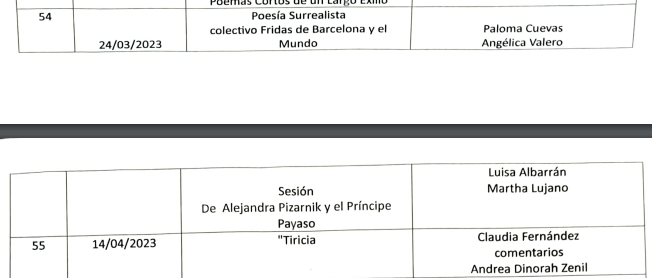 Poemas Cortos de un Largo Exilio
54
24/03/2023
Poesía Surrealista
colectivo Fridas de Barcelona y el
Mundo
Paloma Cuevas
Angélica Valero
Sesión
De Alejandra Pizarnik y el Príncipe
Payaso
Luisa Albarrán
Martha Lujano
55
14/04/2023
"Tiricia
Claudia Fernández
comentarios
Andrea Dinorah Zenil